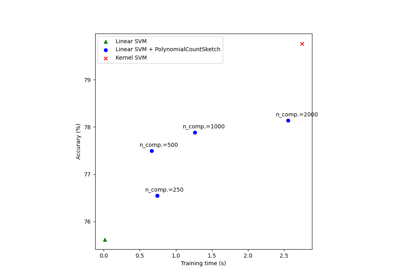 Linear SVM
Linear SVM + PolynomialCountSketch
Kernel SVM
79
78
77
76
Accurary (%)
n_comp.=2000
n_comp.=1000
n_comp.=500
n_comp.=250
0.0 0.5 1.0 1.5 2.0 2.5
Training time (s)